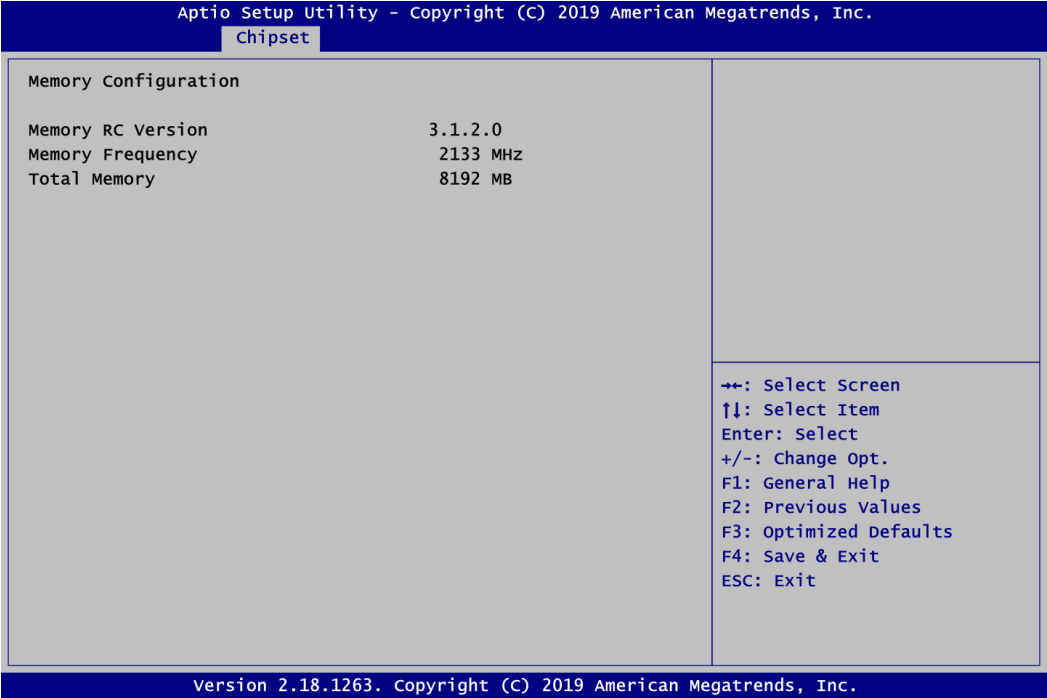 Aptio Setup Utility - Copyright (C) 2019 American Megatrends, Inc.
Chipset
Memory Configuration
Memory RC Version 3.1.2.0
Memory Frequency 2133 MHz
Total Memory 8192 MB
→←: Select Screen
↑↓: Select Item
Enter: Select
+/-: Change Opt.
F1: General Help
F2: Previous Values
F3: Optimized Defaults
F4: Save & Exit
ESC: Exit
Version 2.18.1263. Copyright (C) 2019 American Megatrends, Inc.